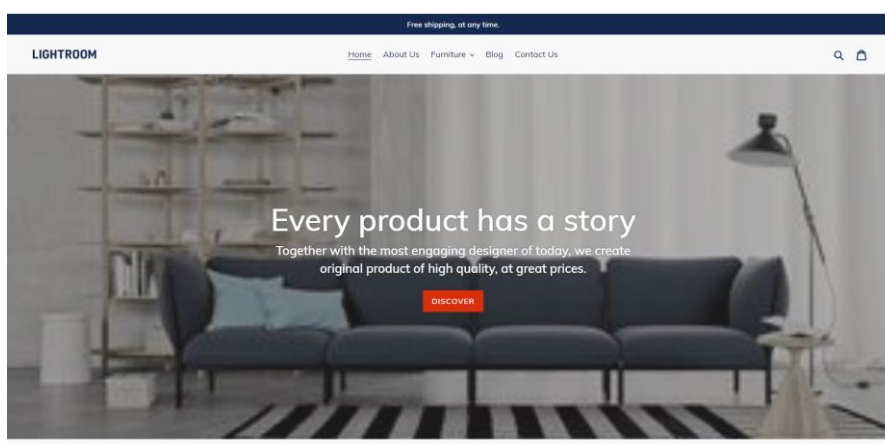 Free shipping, at any time.
LIGHTROOM
Home About Us Furniture Blog Contact Us
Every product has a story
Together with the most engaging designer of today, we create
original product of high quality, at great prices.
DISCOVER